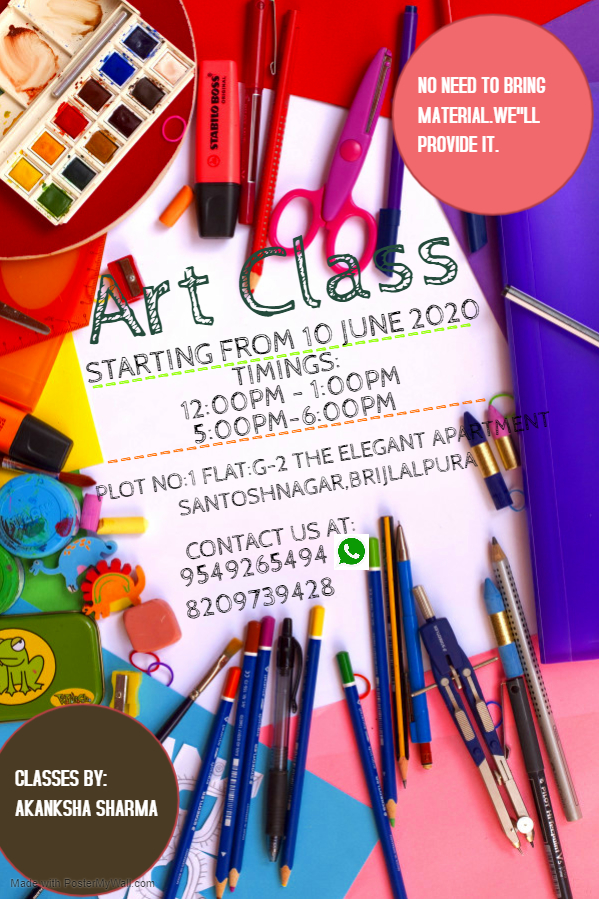 NO NEED TO BRING
MATERIAL.WE"LL
PROVIDE IT.
STABILO BOSS
Art Class
STARTING FROM 10 JUNE 2020
TIMINGS:
12:00PM - 1:00PM
5:00PM-6:00PM
PLOT NO:1 FLAT:G-2 THE ELEGANT APARTMENT
SANTOSHNAGAR,BRIJLALPURA
CONTACT US AT:
9549265494
8209739428
CLASSES BY:
AKANKSHA SHARMA
Made with PosterMyWall.com